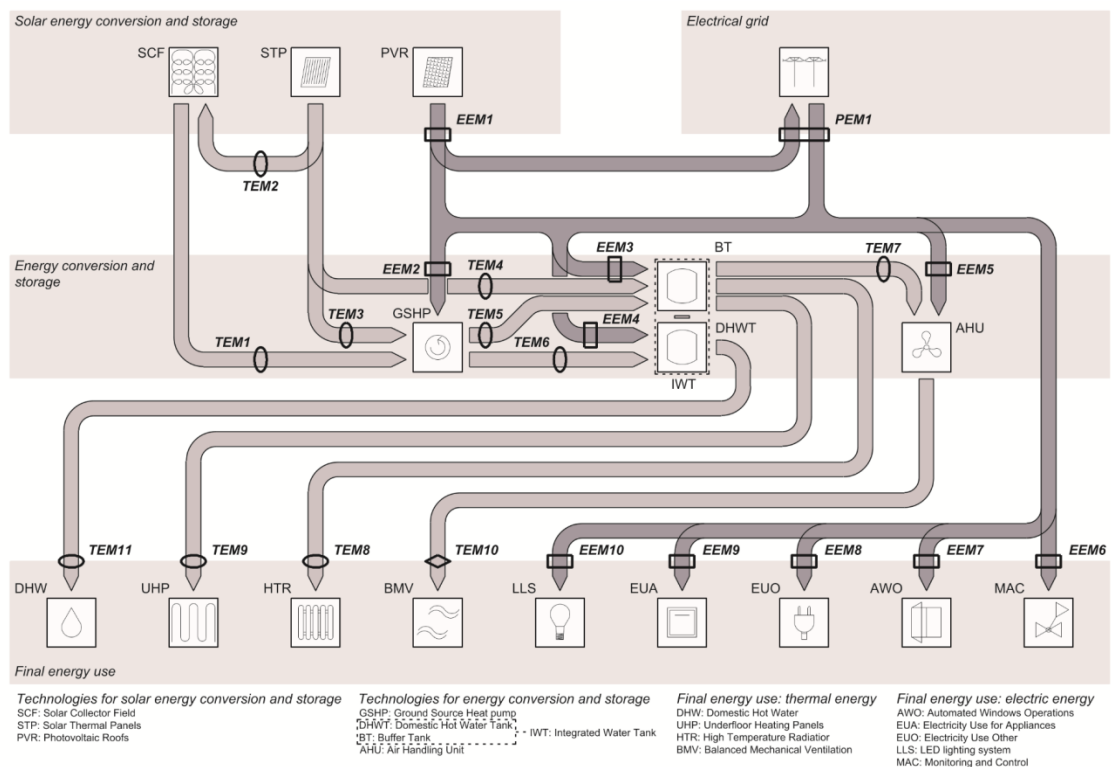 Solar energy conversion and storage
Electrical grid
SCF
STP
PVR
EEM1
PEM1
TEM2
Energy conversion and
storage
EEM2
TEM4
EEM3
BT
TEM7
EEM5
TEM3
GSHP
TEM5
EEM4
DHWT
AHU
TEM1
TEM6
IWT
TEM11
TEM9
TEM8
TEM10
EEM10
EEM9
EEM8
EEM7
EEM6
DHW
UHP
HTR
BMV
LLS
EUA
EUO
AWO
MAC
Final energy use
Technologies for solar energy conversion and storage
SCF: Solar Collector Field
STP: Solar Thermal Panels
PVR: Photovoltaic Roofs
Technologies for energy conversion and storage
GSHP: Ground Source Heat pump
DHWT: Domestic Hot Water Tank
BT: Buffer Tank
IWT: Integrated Water Tank
AHU: Air Handling Unit
Final energy use: thermal energy
DHW: Domestic Hot Water
UHP: Underfloor Heating Panels
HTR: High Temperature Radiatior
BMV: Balanced Mechanical Ventilation
Final energy use: electric energy
AWO: Automated Windows Operations
EUA: Electricity Use for Appliances
EUO: Electricity Use Other
LLS: LED lighting system
MAC: Monitoring and Control